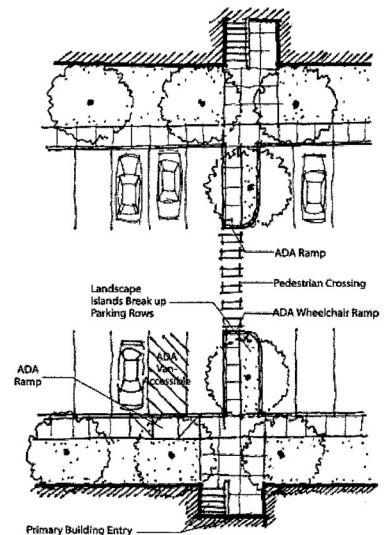 ADA Ramp
Pedestrian Crossing
Landscape
Islands Break up
Parking Rows
ADA Wheelchair Ramp
ADA
Ramp
ADA
Van-
Accessible
Primary Building Entry